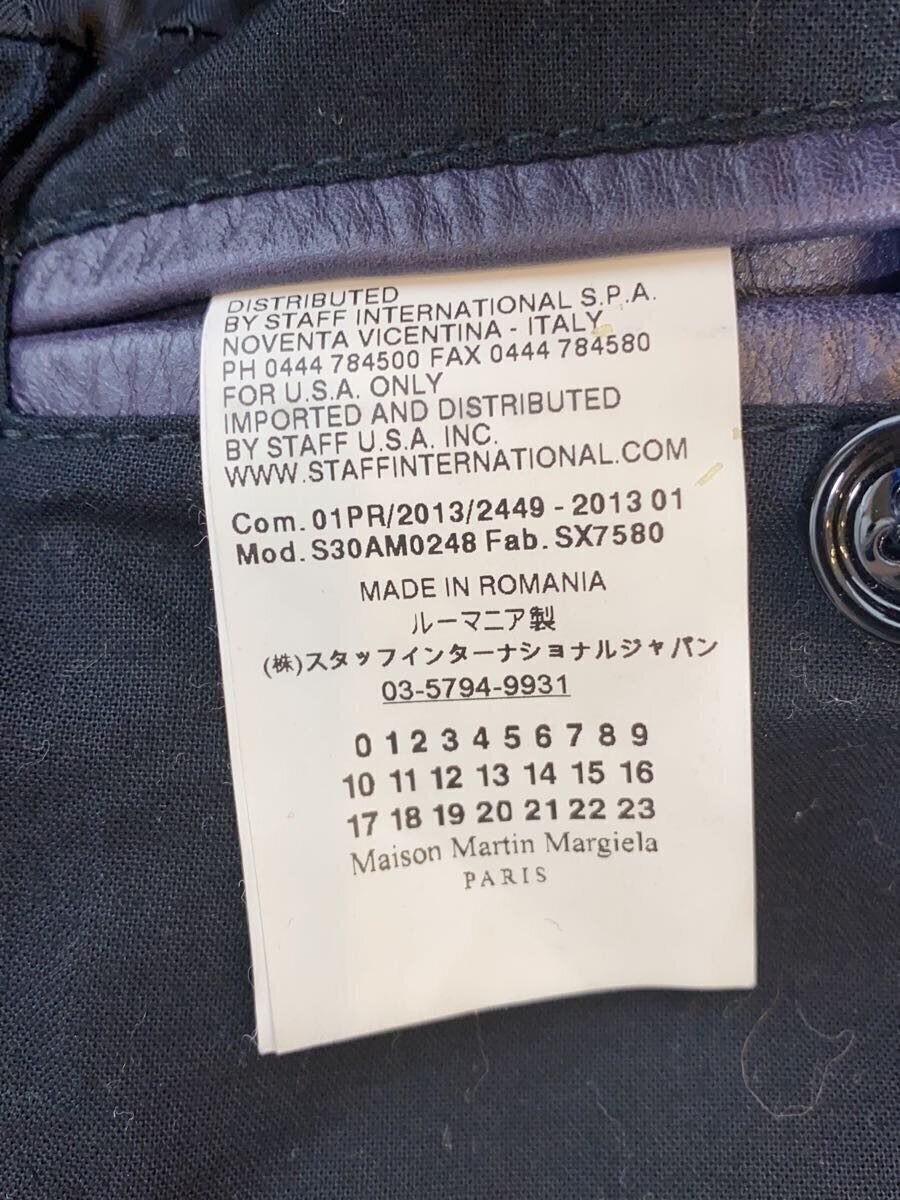 DISTRIBUTED
BY STAFF INTERNATIONAL S.P.A.
NOVENTA VICENTINA - ITALY
PH 0444 784500 FAX 0444 784580
FOR U.S.A. ONLY
IMPORTED AND DISTRIBUTED
BY STAFF U.S.A. INC.
WWW.STAFFINTERNATIONAL.COM
Com. 01PR/2013/2449 - 2013 01
Mod. S30AM0248 Fab. SX7580
MADE IN ROMANIA
ルーマニア製
(株)スタッフインターナショナルジャパン
03-5794-9931
0 1 2 3 4 5 6 7 8 9
10 11 12 13 14 15 16
17 18 19 20 21 22 23
Maison Martin Margiela
PARIS